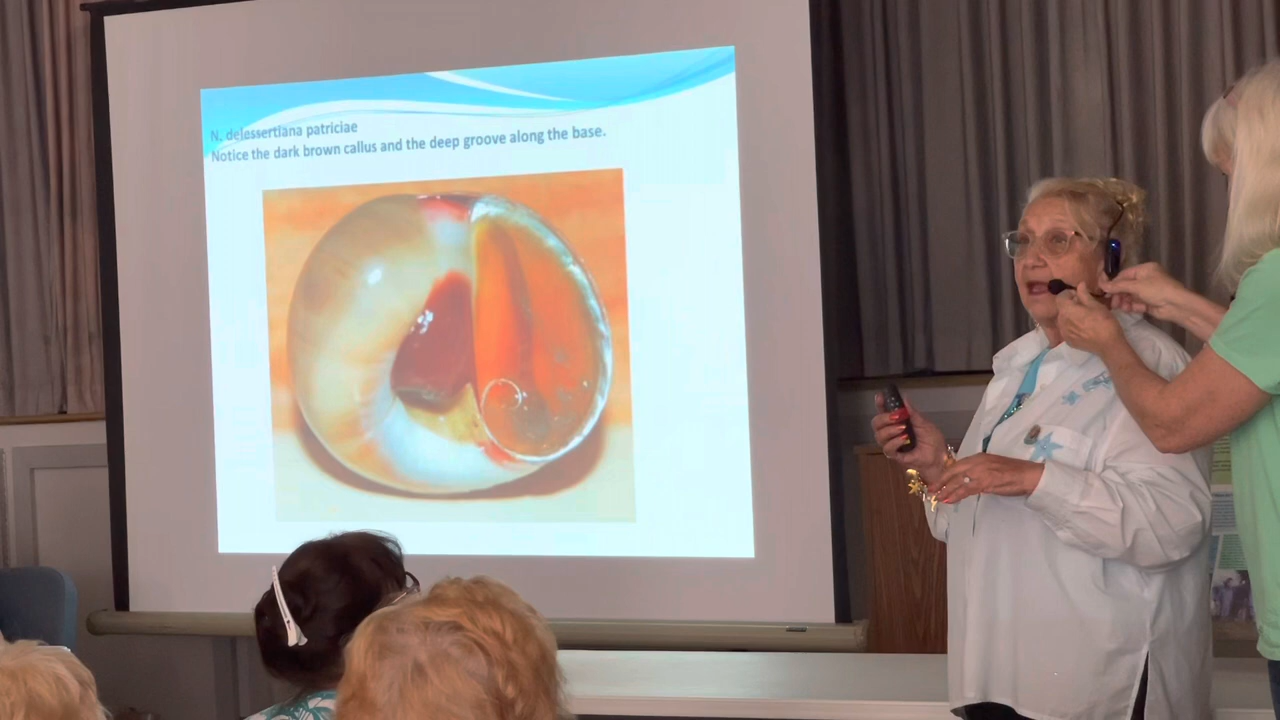 N. delessertiana patriciae
Notice the dark brown callus and the deep groove along the base.